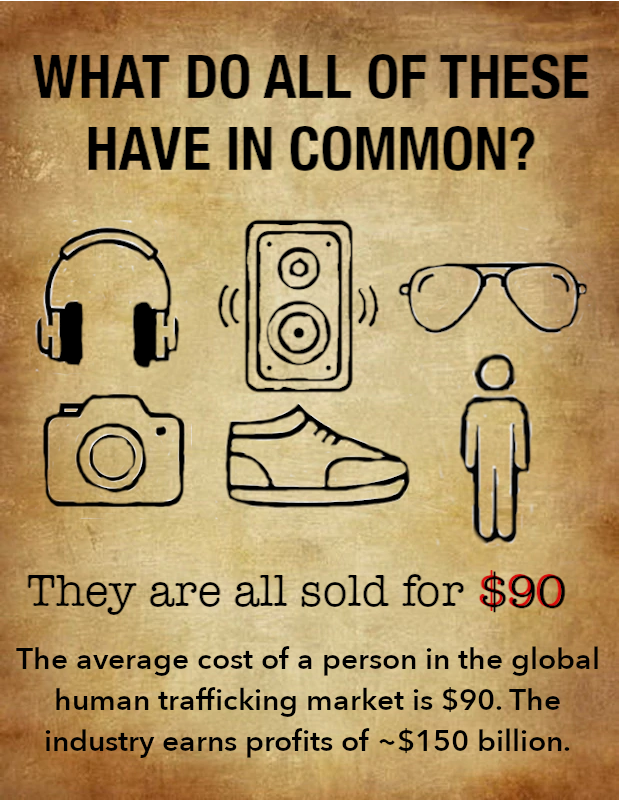 WHAT DO ALL OF THESE
HAVE IN COMMON?
They are all sold for $90
The average cost of a person in the global
human trafficking market is $90. The
industry earns profits of ~$150 billion.